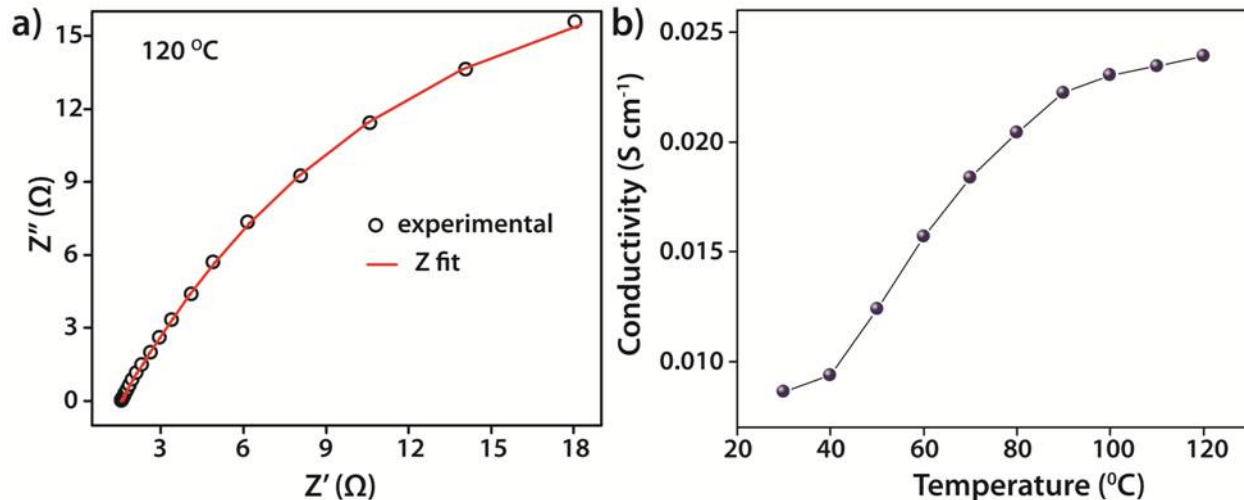 a)
120 ⁰C
15
12
9
6
3
0
Z″ (Ω)
experimental
Z fit
3 6 9 12 15 18
Z′ (Ω)
b)
0.025
0.020
0.015
0.010
Conductivity (S cm⁻¹)
20 40 60 80 100 120
Temperature (⁰C)